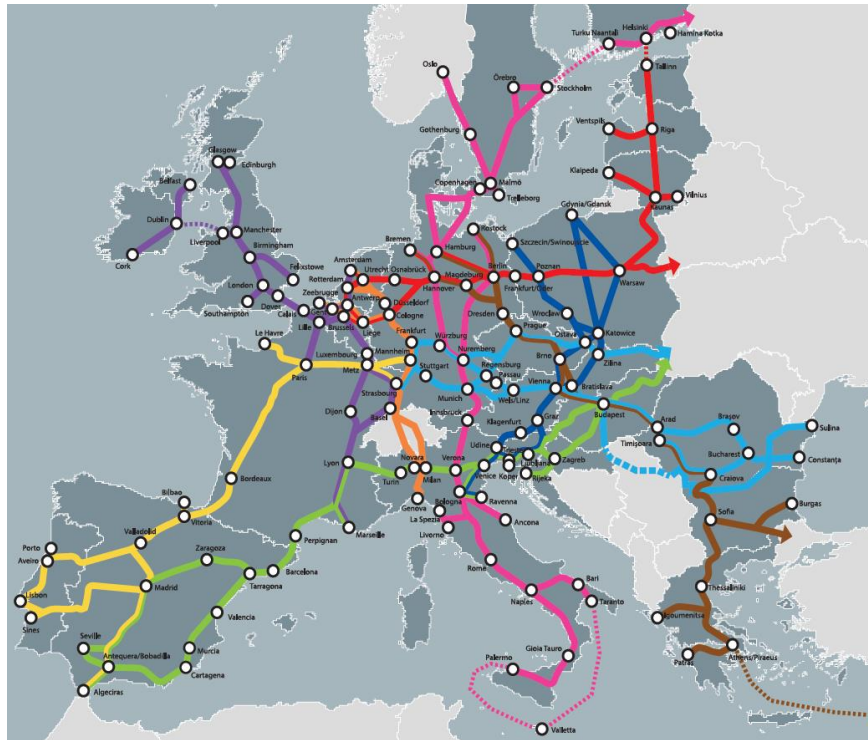 Turku Naantali
Helsinki
Hamina Kotka
Oslo
Örebro
Stockholm
Tallinn
Gothenburg
Ventspils
Riga
Glasgow
Edinburgh
Belfast
Klaipeda
Copenhagen
Malmö
Trelleborg
Kaunas
Vilnius
Dublin
Manchester
Liverpool
Gdynia/Gdansk
Cork
Birmingham
Felixstowe
Amsterdam
Bremen
Hamburg
Szczecin/Swinoujscie
Rotterdam
Utrecht
Osnabrück
Magdeburg
Berlin
Poznan
Warsaw
London
Zeebrugge
Hannover
Frankfurt/Oder
Southampton
Dover
Calais
Gent
Antwerp
Düsseldorf
Cologne
Dresden
Wroclaw
Le Havre
Lille
Brussels
Liège
Frankfurt
Prague
Ostava
Katowice
Würzburg
Luxembourg
Mannheim
Nuremberg
Brno
Zilina
Paris
Metz
Stuttgart
Regensburg
Passau
Strasbourg
Munich
Wels/Linz
Vienna
Bratislava
Dijon
Basel
Innsbruck
Klagenfurt
Graz
Budapest
Arad
Braşov
Sulina
Udine
Trieste
Timişoara
Bucharest
Constanţa
Lyon
Novara
Verona
Ljubljana
Zagreb
Turin
Milan
Venice
Koper
Rijeka
Craiova
Bordeaux
Genova
Bologna
Ravenna
Bilbao
La Spezia
Ancona
Sofia
Burgas
Vitoria
Livorno
Marseille
Valladolid
Perpignan
Porto
Zaragoza
Aveiro
Barcelona
Rome
Madrid
Tarragona
Bari
Thessaliniki
Lisbon
Naples
Taranto
Sines
Valencia
Igoumenitsa
Seville
Murcia
Gioia Tauro
Antequera/Bobadilla
Palermo
Patras
Athens/Piraeus
Cartagena
Algeciras
Valletta